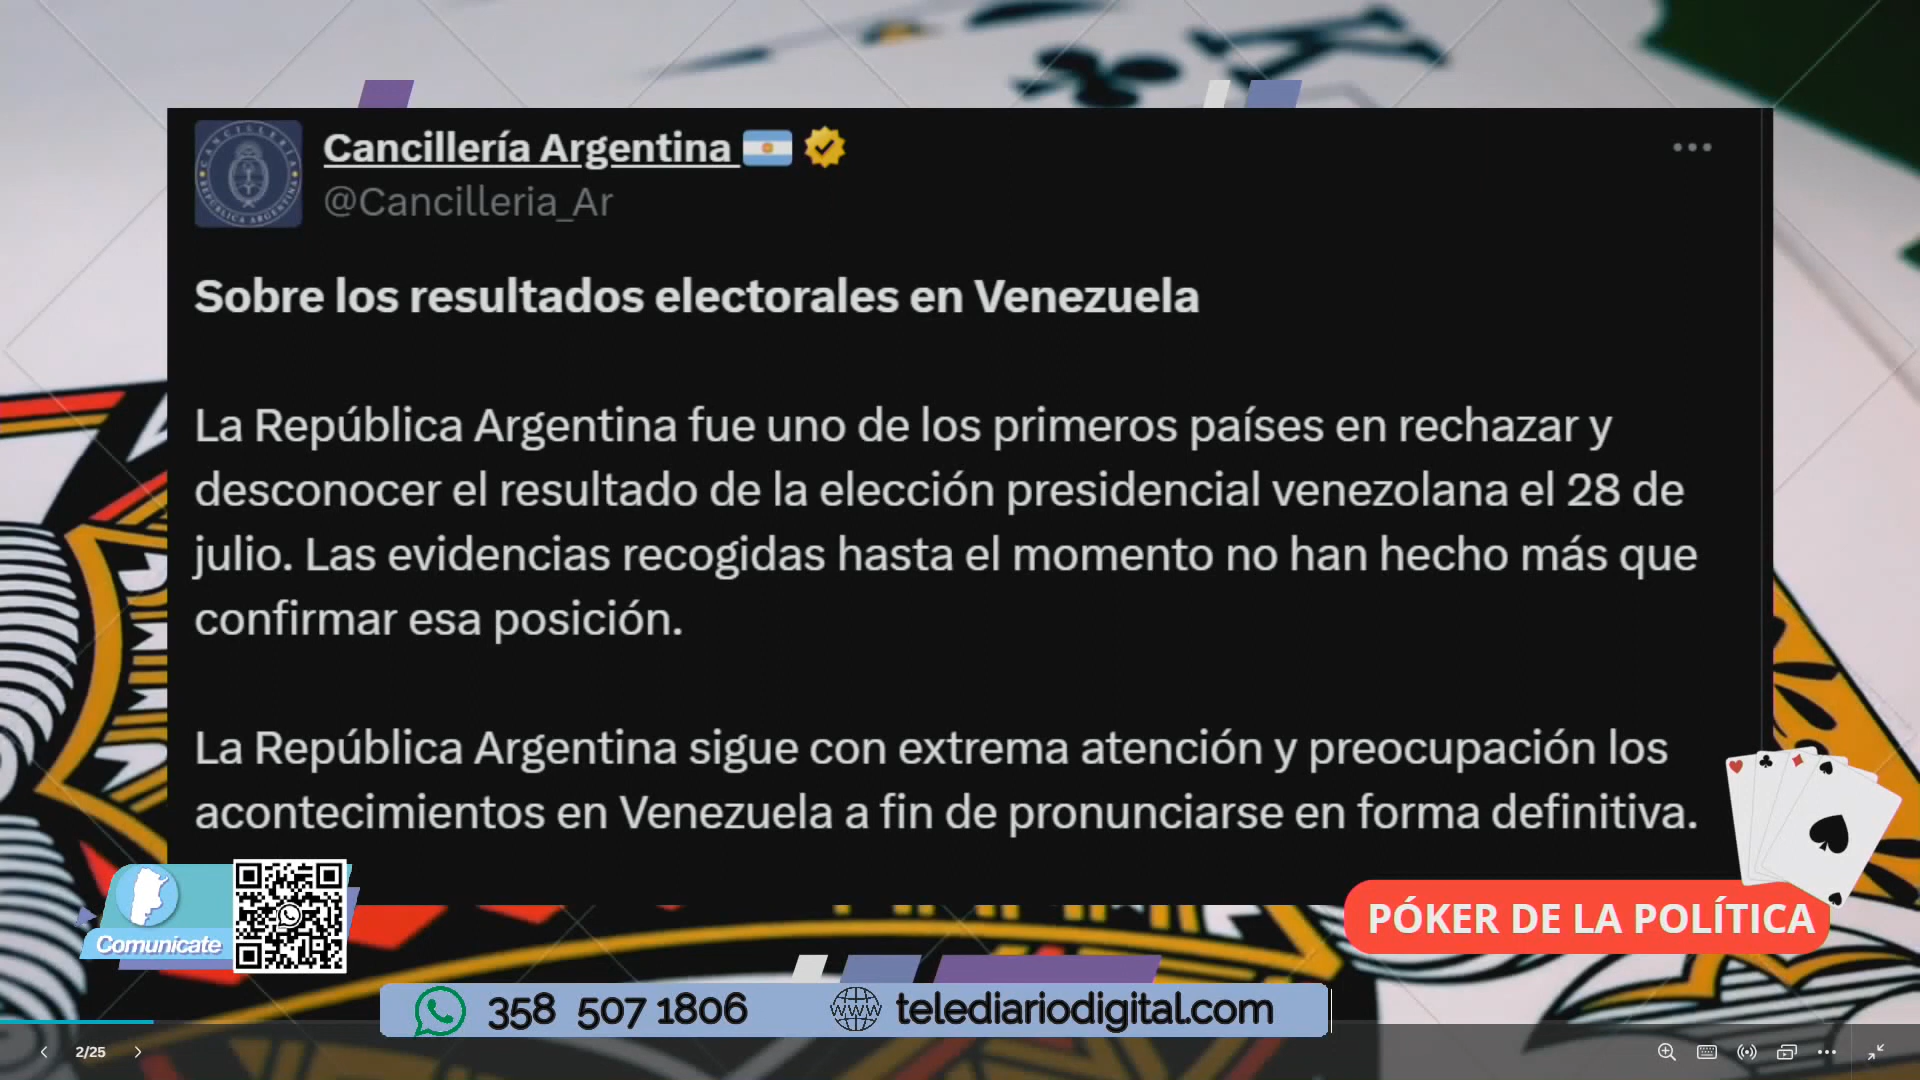 K
Cancillería Argentina
@Cancilleria_Ar
CANCILLERÍA
REPÚBLICA ARGENTINA
Sobre los resultados electorales en Venezuela
La República Argentina fue uno de los primeros países en rechazar y
desconocer el resultado de la elección presidencial venezolana el 28 de
julio. Las evidencias recogidas hasta el momento no han hecho más que
confirmar esa posición.
La República Argentina sigue con extrema atención y preocupación los
acontecimientos en Venezuela a fin de pronunciarse en forma definitiva.
Comunicate
PÓKER DE LA POLÍTICA
358 507 1806
www
telediariodigital.com
2/25